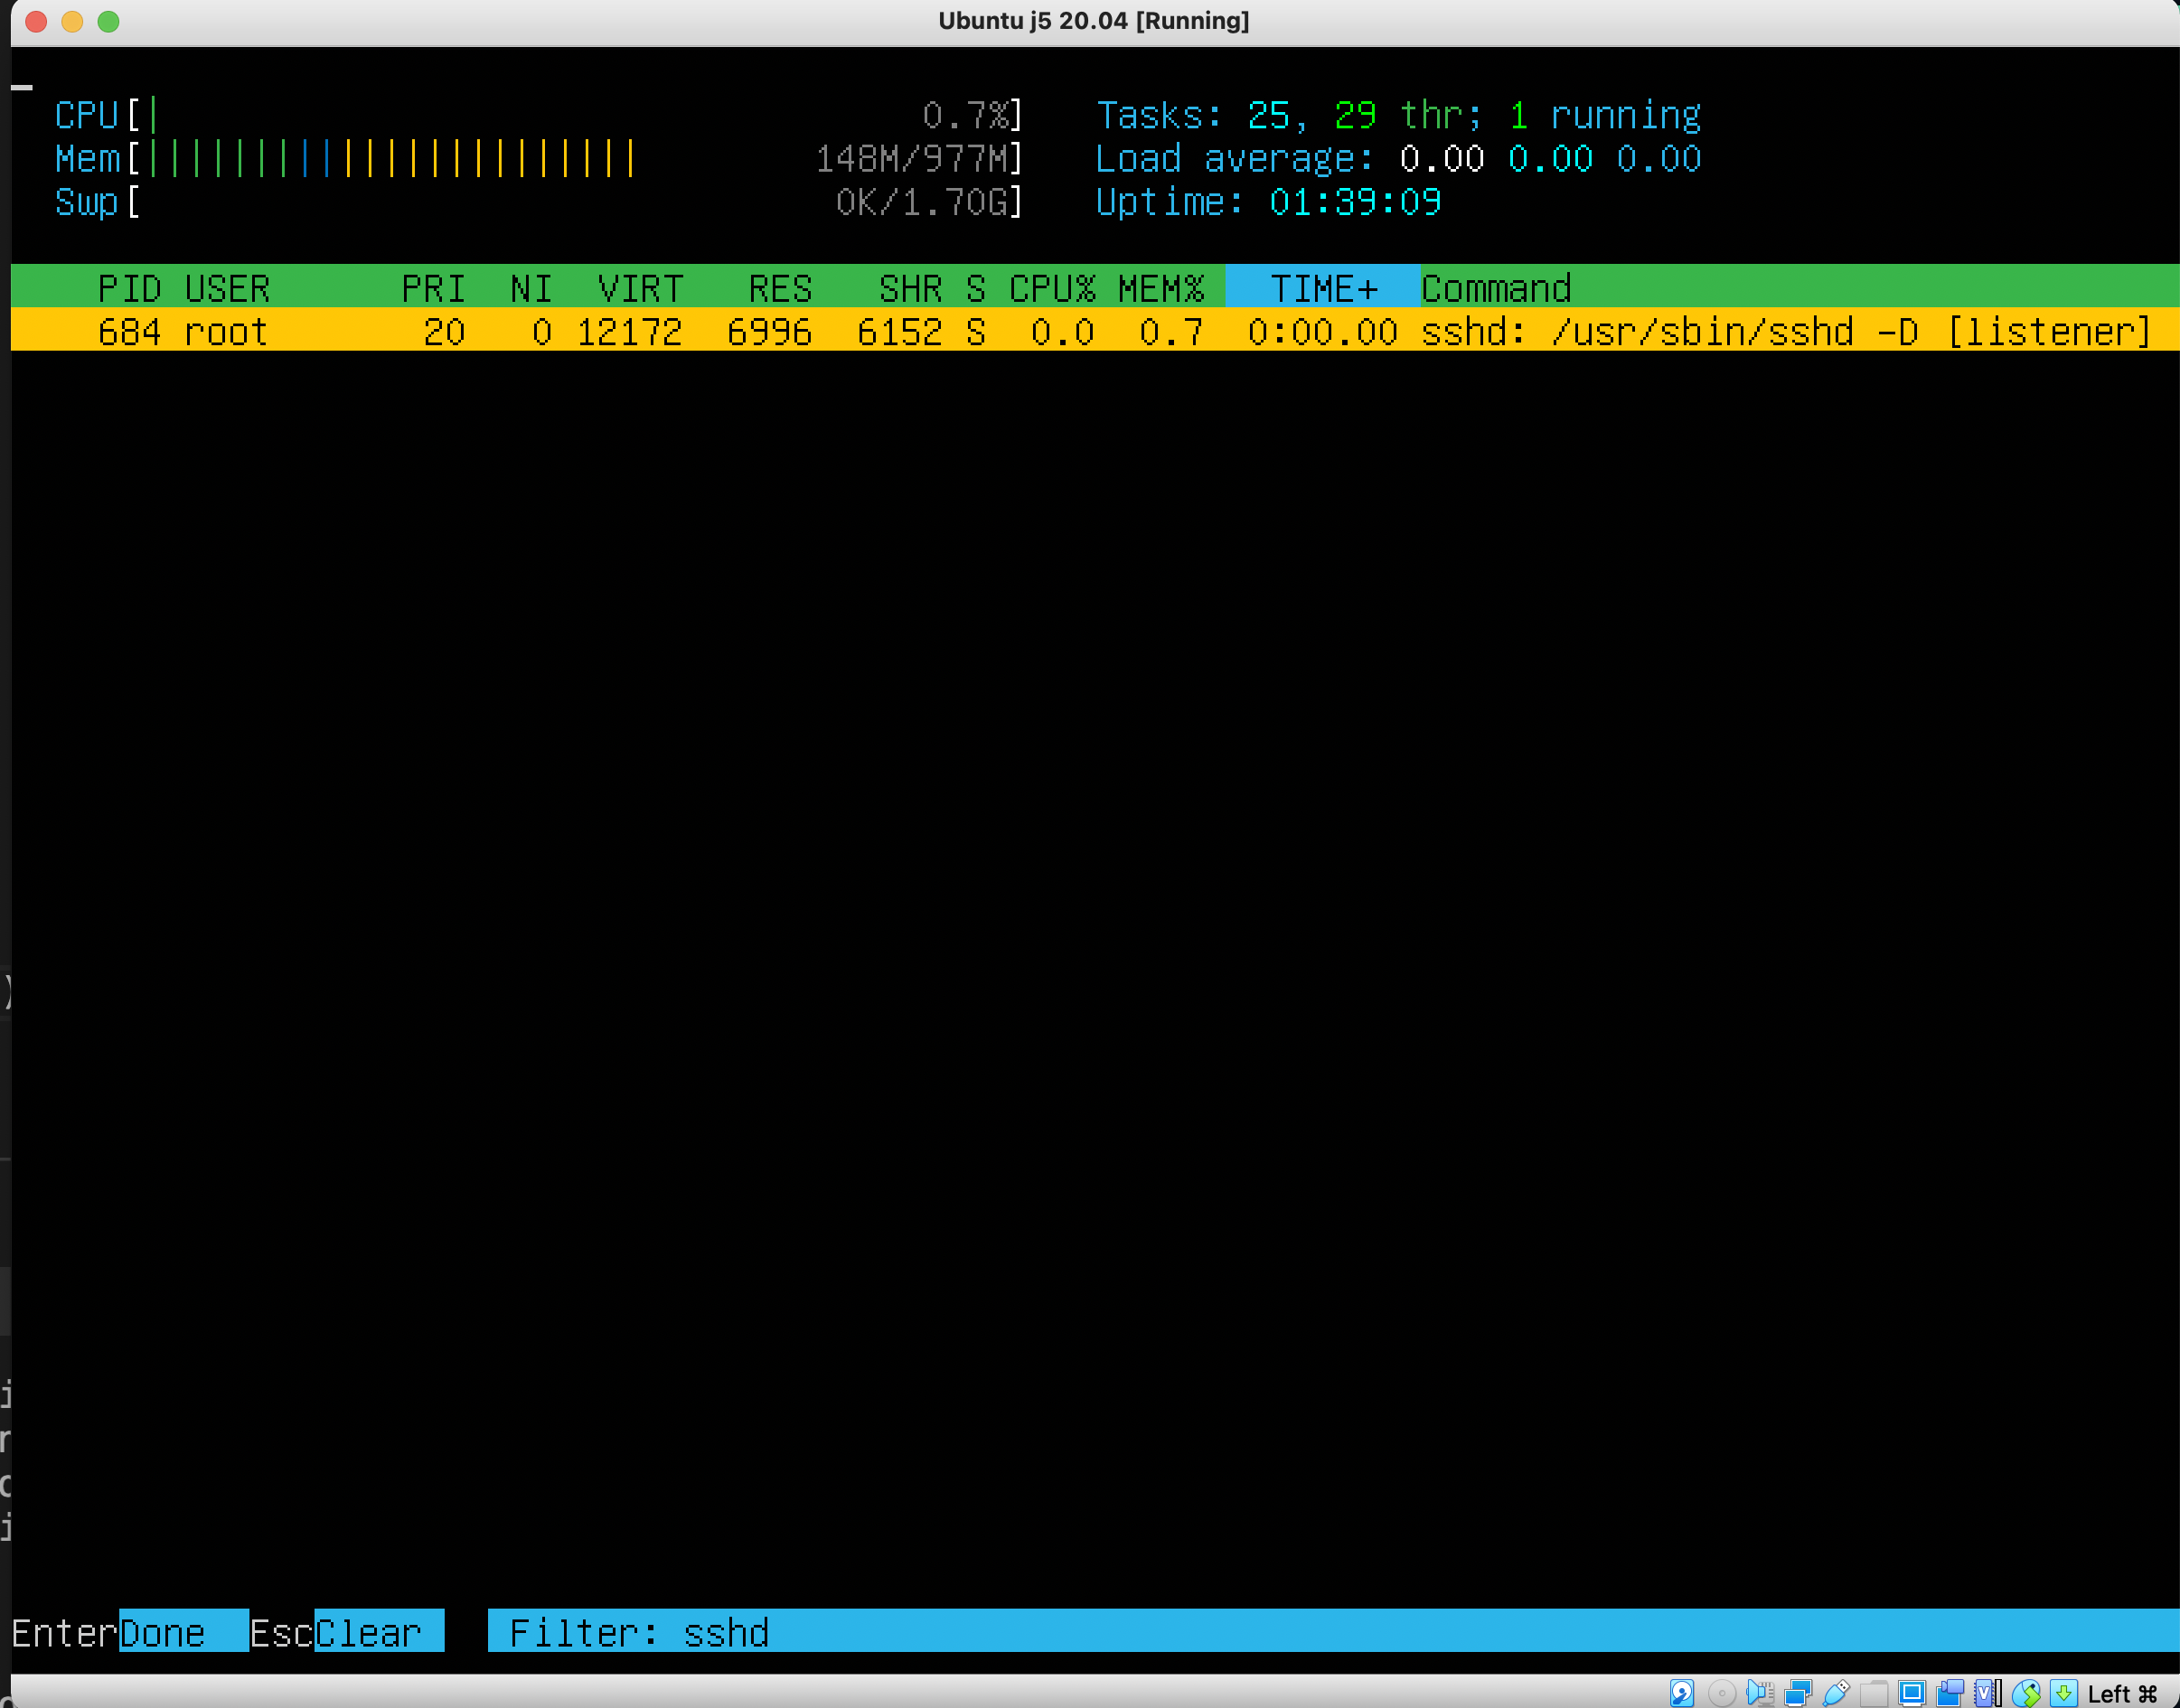 Ubuntu j5 20.04 [Running]
CPU[| 0.7%] Tasks: 25, 29 thr; 1 running
Mem[||||||||||||||||||||||| 148M/977M] Load average: 0.00 0.00 0.00
Swp[ 0K/1.70G] Uptime: 01:39:09
PID USER PRI NI VIRT RES SHR S CPU% MEM% TIME+ Command
684 root 20 0 12172 6996 6152 S 0.0 0.7 0:00.00 sshd: /usr/sbin/sshd -D [listener]
EnterDone EscClear Filter: sshd
Left ⌘